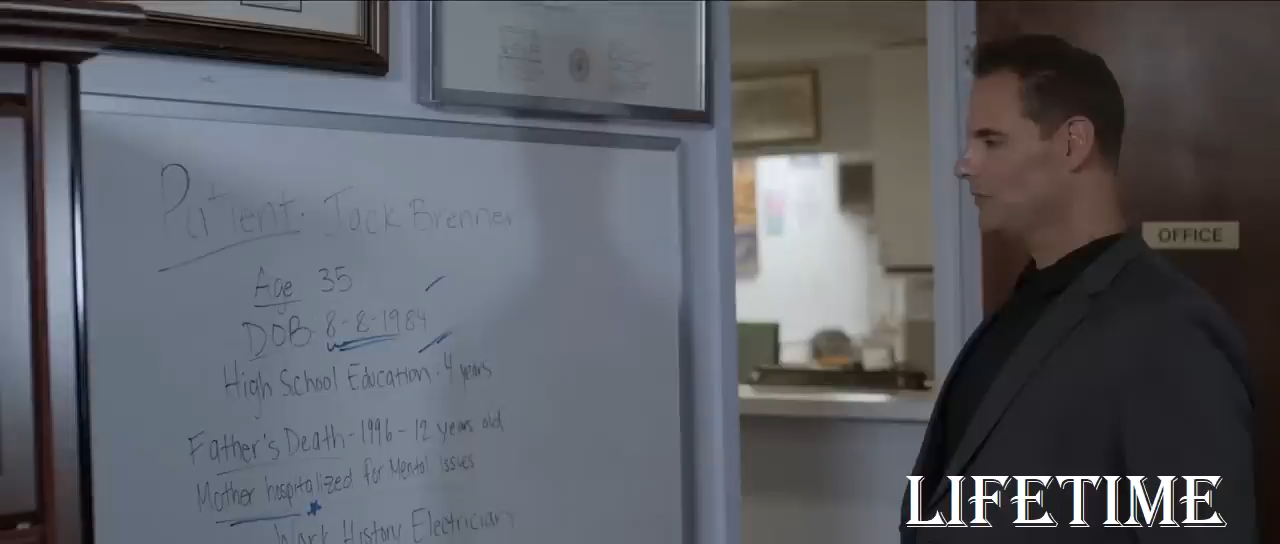 Patient: Jack Brenner
Age 35
DOB- 8-8-1984
High School Education: 4 years
Father's Death - 1996 - 12 years old
Mother hospitalized for Mental Issues
Work History Electrician
OFFICE
LIFETIME